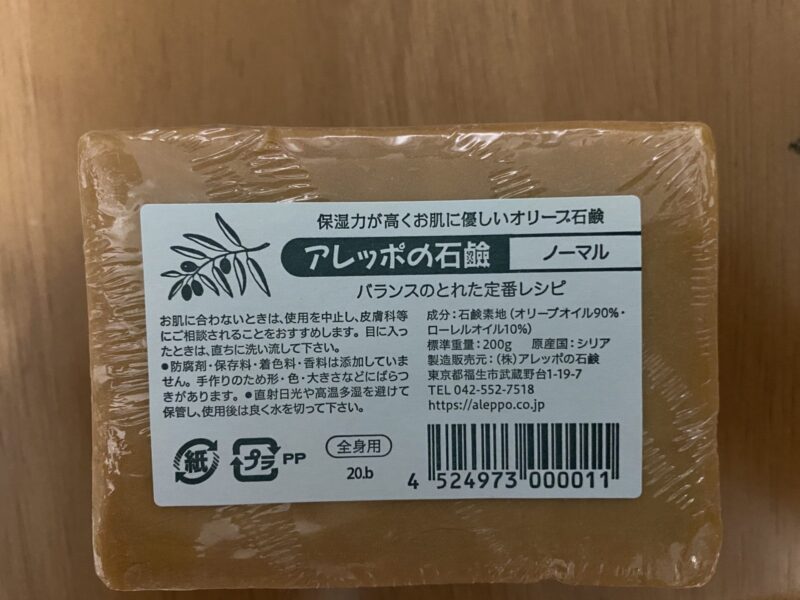 保湿力が高くお肌に優しいオリーブ石鹸
アレッポの石鹸 ノーマル
バランスのとれた定番レシピ
お肌に合わないときは、使用を中止し、皮膚科等
にご相談されることをおすすめします。目に入っ
たときは、直ちに洗い流して下さい。
●防腐剤・保存料・着色料・香料は添加していま
せん。手作りのため形・色・大きさなどにばらつ
きがあります。●直射日光や高温多湿を避けて
保管し、使用後は良く水を切って下さい。
成分:石鹸素地(オリーブオイル90%・
ローレルオイル10%)
標準重量:200g 原産国:シリア
製造販売元:(株)アレッポの石鹸
東京都福生市武蔵野台1-19-7
TEL 042-552-7518
https://aleppo.co.jp
紙 プラ PP
全身用
20.b
4 524973 000011